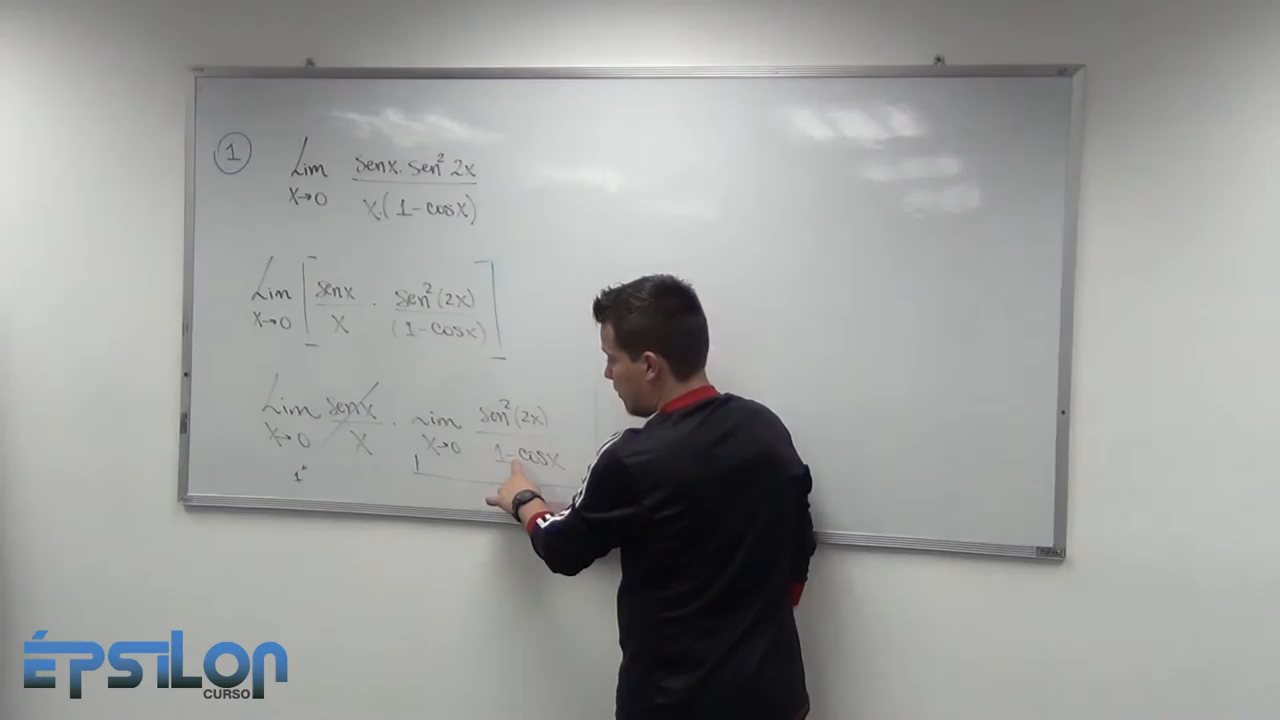 1
Lim senx. sen² 2x
x→0 x.(1-cosx)
Lim [ senx . sen²(2x) ]
x→0 x (1-cosx)
Lim senx . Lim sen²(2x)
x→0 x x→0 1-cosx
1
ÉPSILON
CURSO